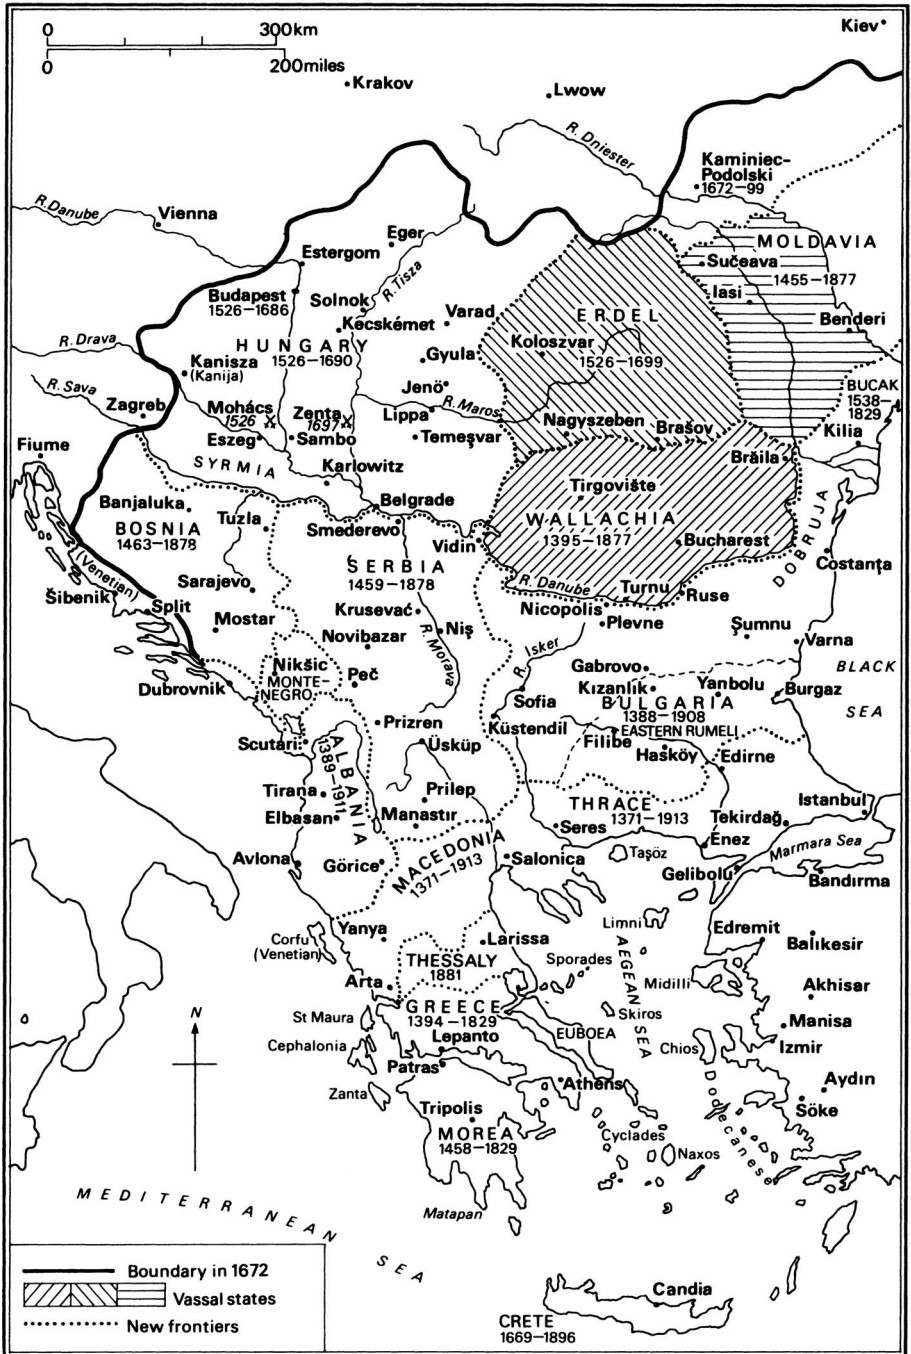 0 300km
0 200miles
Kiev
Krakov
Lwow
R. Dniester
Kaminiec-
Podolski
1672–99
R. Danube
Vienna
Eger
Estergom
MOLDAVIA
1455–1877
Sučeava
Iasi
Budapest
1526–1686
Solnok
R. Tisza
Kecskémet
Varad
ERDEL
1526–1699
Koloszvar
Benderi
R. Drava
HUNGARY
1526–1690
Kanisza
(Kanija)
Gyula
Jenö
BUCAK
1538–
1829
R. Sava
Zagreb
Mohács
1526
Zenta
1697
Lippa
R. Maros
Nagyszeben
Brašov
Kilia
Eszeg
Sambo
Temeşvar
Fiume
SYRMIA
Karlowitz
Brăila
Banjaluka
Belgrade
Tirgovište
BOSNIA
1463–1878
Tuzla
Smederevo
WALLACHIA
1395–1877
Bucharest
DOBRUJA
(Venetian)
Vidin
SERBIA
1459–1878
Costanţa
Šibenik
Sarajevo
R. Danube
Turnu
Ruse
Split
Krusevać
Nicopolis
Plevne
Mostar
Novibazar
Niş
R. Morava
R. Isker
Şumnu
Varna
Nikšic
MONTE-
NEGRO
Peč
Gabrovo
BLACK
SEA
Dubrovnik
Sofia
Kızanlık
Yanbolu
Burgaz
BULGARIA
1388–1908
EASTERN RUMELI
Prizren
Küstendil
Scutari
Üsküp
Filibe
Hasköy
Edirne
ALBANIA
1389–1911
Tirana
Prilep
THRACE
1371–1913
Istanbul
Elbasan
Manastır
Seres
Tekirdağ
Enez
Marmara Sea
MACEDONIA
1371–1913
Avlona
Görice
Salonica
Taşöz
Gelibolu
Bandırma
Limni
Yanya
Larissa
Edremit
Balıkesir
Corfu
(Venetian)
THESSALY
1881
Sporades
AEGEAN SEA
Midilli
Akhisar
Arta
GREECE
1394–1829
Skiros
Manisa
N
St Maura
Lepanto
EUBOEA
Chios
Izmir
Cephalonia
Patras
Athens
Aydın
Zanta
Söke
Tripolis
MOREA
1458–1829
Cyclades
Naxos
Dodecanese
Matapan
MEDITERRANEAN SEA
Boundary in 1672
Vassal states
New frontiers
Candia
CRETE
1669–1896